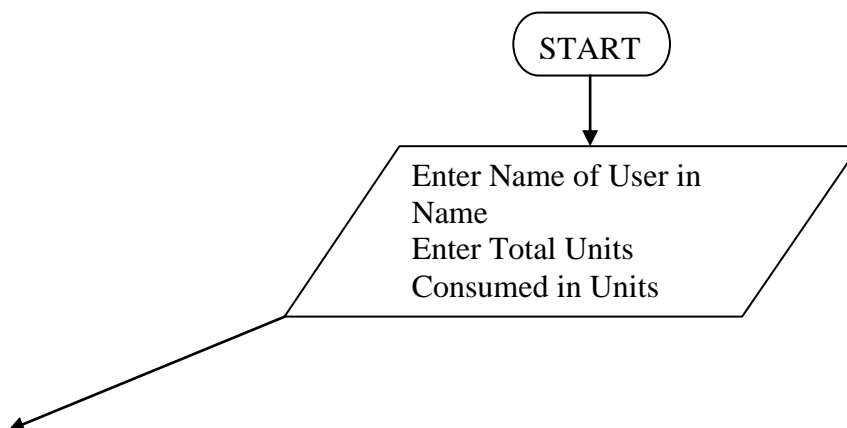 START
Enter Name of User in
Name
Enter Total Units
Consumed in Units